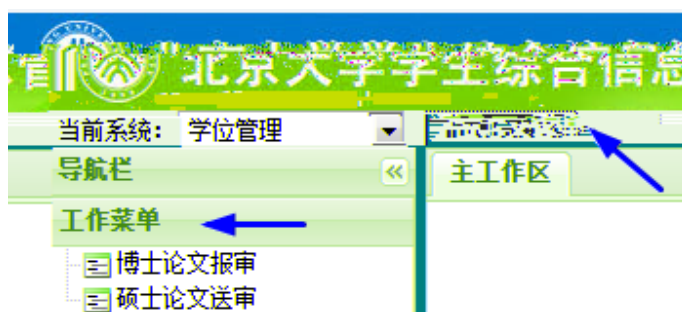 北京大学学生综合信息
当前系统： 学位管理
导航栏
主工作区
工作菜单
博士论文报审
硕士论文送审